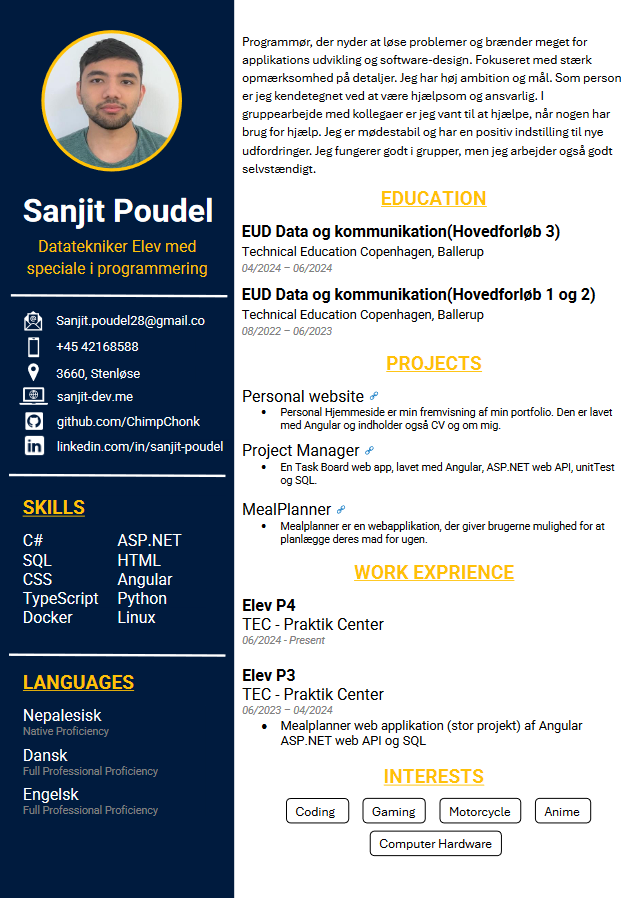 Sanjit Poudel
Datatekniker Elev med
speciale i programmering
Sanjit.poudel28@gmail.co
+45 42168588
3660, Stenløse
sanjit-dev.me
github.com/ChimpChonk
linkedin.com/in/sanjit-poudel
SKILLS
C# ASP.NET
SQL HTML
CSS Angular
TypeScript Python
Docker Linux
LANGUAGES
Nepalesisk
Native Proficiency
Dansk
Full Professional Proficiency
Engelsk
Full Professional Proficiency
Programmør, der nyder at løse problemer og brænder meget for
applikations udvikling og software-design. Fokuseret med stærk
opmærksomhed på detaljer. Jeg har høj ambition og mål. Som person
er jeg kendetegnet ved at være hjælpsom og ansvarlig. I
gruppearbejde med kollegaer er jeg vant til at hjælpe, når nogen har
brug for hjælp. Jeg er mødestabil og har en positiv indstilling til nye
udfordringer. Jeg fungerer godt i grupper, men jeg arbejder også godt
selvstændigt.
EDUCATION
EUD Data og kommunikation(Hovedforløb 3)
Technical Education Copenhagen, Ballerup
04/2024 – 06/2024
EUD Data og kommunikation(Hovedforløb 1 og 2)
Technical Education Copenhagen, Ballerup
08/2022 – 06/2023
PROJECTS
Personal website
• Personal Hjemmeside er min fremvisning af min portfolio. Den er lavet
med Angular og indholder også CV og om mig.
Project Manager
• En Task Board web app, lavet med Angular, ASP.NET web API, unitTest
og SQL.
MealPlanner
• Mealplanner er en webapplikation, der giver brugerne mulighed for at
planlægge deres mad for ugen.
WORK EXPRIENCE
Elev P4
TEC - Praktik Center
06/2024 - Present
Elev P3
TEC - Praktik Center
06/2023 – 04/2024
• Mealplanner web applikation (stor projekt) af Angular
ASP.NET web API og SQL
INTERESTS
Coding Gaming Motorcycle Anime
Computer Hardware